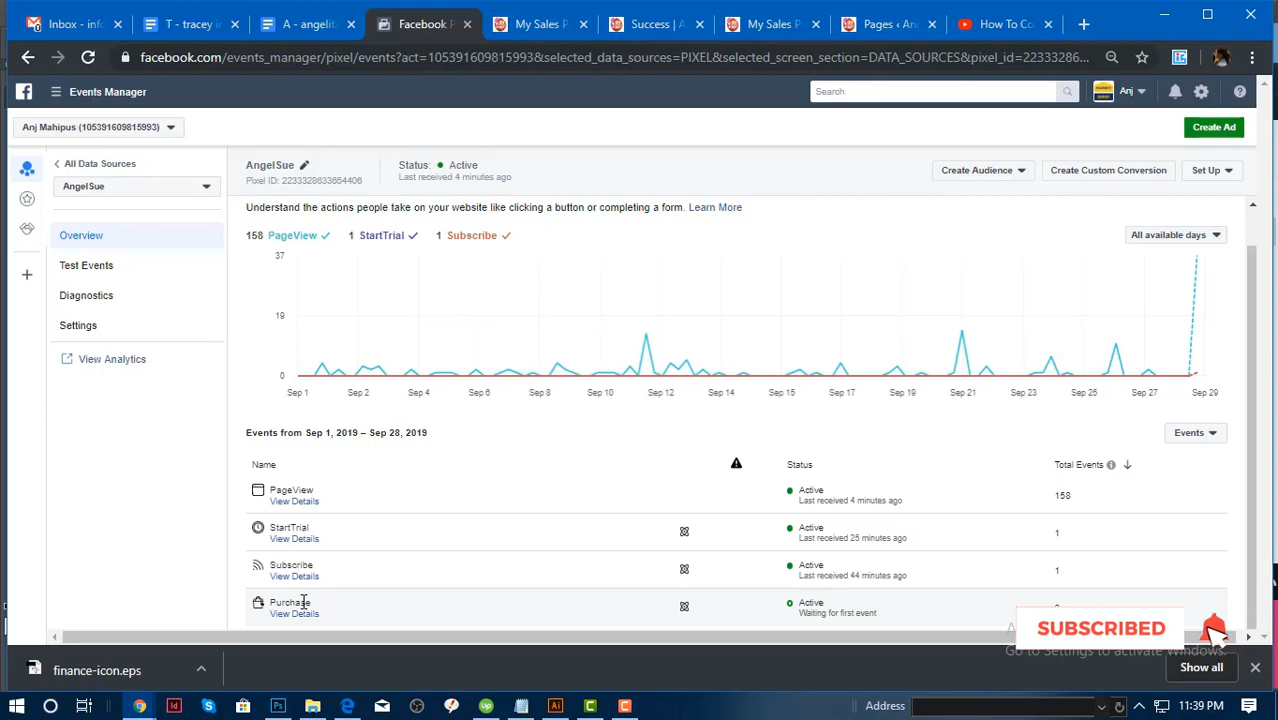 Inbox - info
T - tracey in
A - angelita
Facebook P
My Sales P
Success | A
My Sales P
Pages ‹ An
How To Co
facebook.com/events_manager/pixel/events?act=105391609815993&selected_data_sources=PIXEL&selected_screen_section=DATA_SOURCES&pixel_id=22333286...
Events Manager
Search
Anj
Anj Mahipus (105391609815993)
Create Ad
All Data Sources
AngelSue
Overview
Test Events
Diagnostics
Settings
View Analytics
AngelSue
Pixel ID: 2233328633654406
Status: Active
Last received 4 minutes ago
Create Audience
Create Custom Conversion
Set Up
Understand the actions people take on your website like clicking a button or completing a form. Learn More
158 PageView 1 StartTrial 1 Subscribe
All available days
37
19
0
Sep 1 Sep 2 Sep 4 Sep 6 Sep 8 Sep 10 Sep 12 Sep 14 Sep 15 Sep 17 Sep 19 Sep 21 Sep 23 Sep 25 Sep 27 Sep 29
Events from Sep 1, 2019 – Sep 28, 2019
Events
Name Status Total Events
PageView
View Details
Active
Last received 4 minutes ago
158
StartTrial
View Details
Active
Last received 25 minutes ago
1
Subscribe
View Details
Active
Last received 44 minutes ago
1
Purchase
View Details
Active
Waiting for first event
SUBSCRIBED
Go to Settings to activate Windows.
finance-icon.eps
Show all
Address
11:39 PM